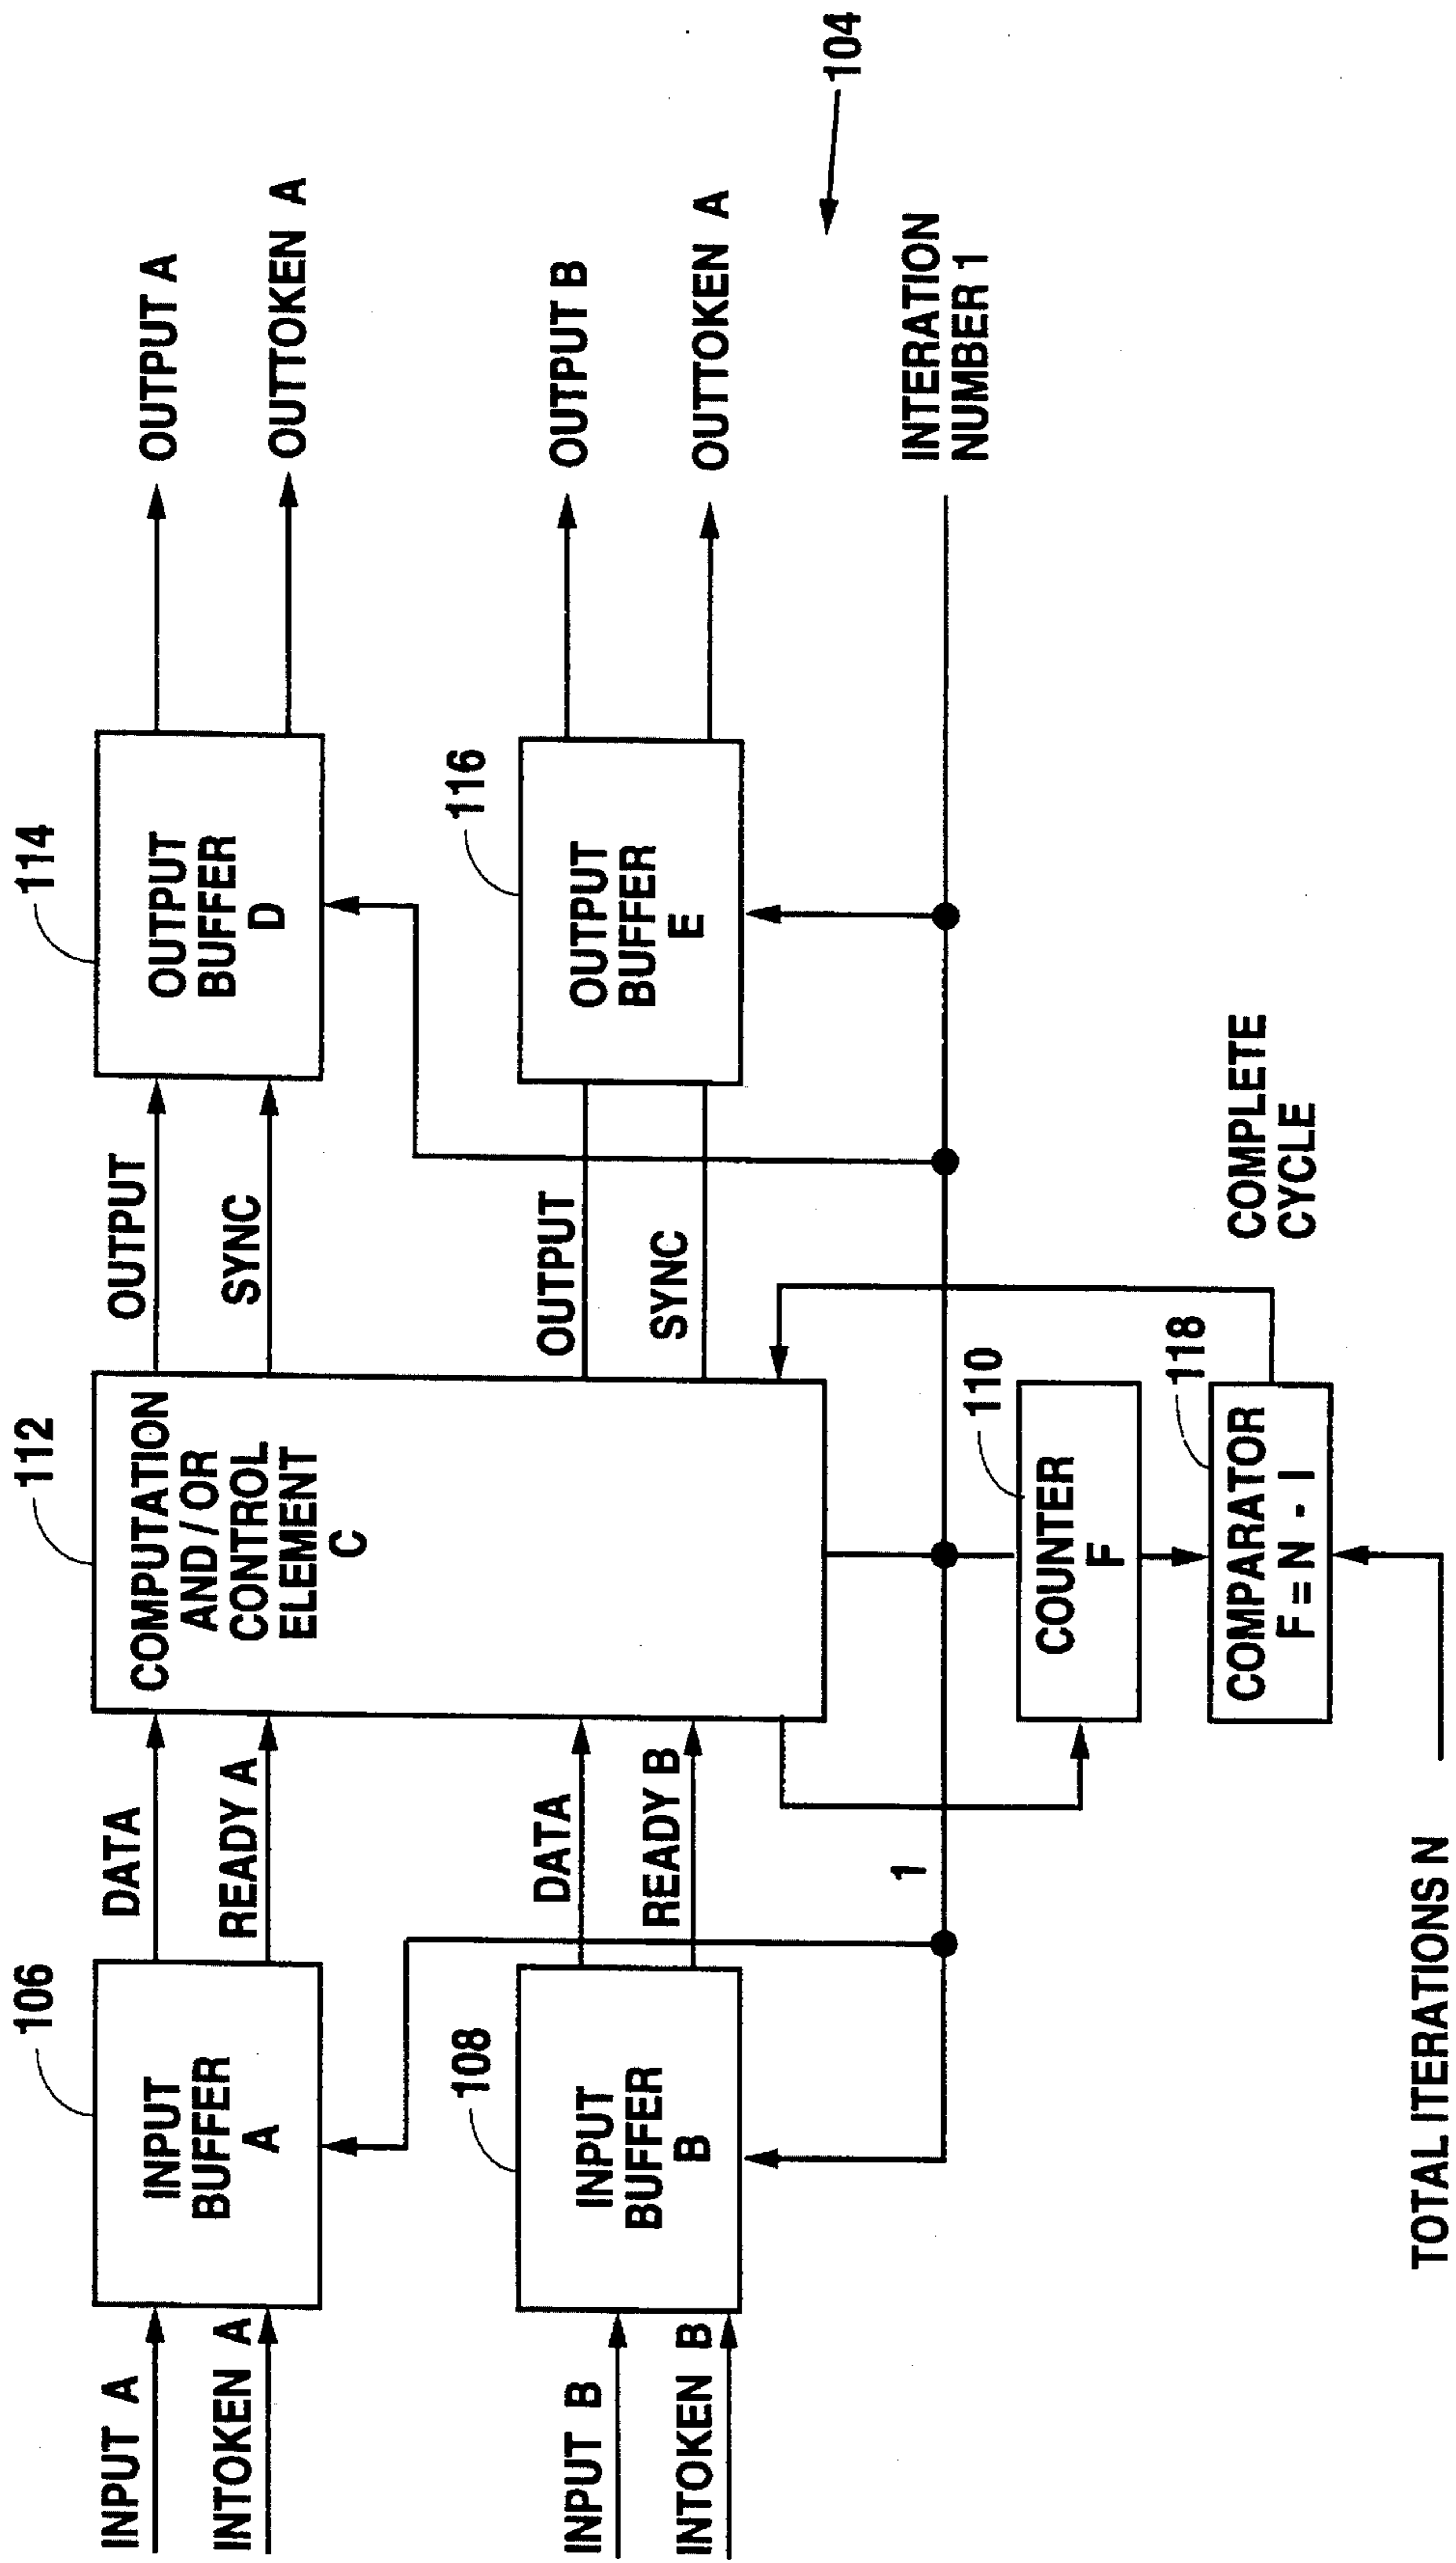 114
OUTPUT A
OUTPUT
BUFFER
D
OUTTOKEN A
112
COMPUTATION
AND / OR
CONTROL
ELEMENT
C
OUTPUT
SYNC
106
INPUT
BUFFER
A
DATA
READY A
INPUT A
INTOKEN A
116
OUTPUT B
OUTPUT
BUFFER
E
OUTTOKEN A
OUTPUT
SYNC
108
INPUT
BUFFER
B
DATA
READY B
INPUT B
INTOKEN B
104
INTERATION
NUMBER 1
1
110
COUNTER
F
118
COMPARATOR
F = N - I
COMPLETE
CYCLE
TOTAL ITERATIONS N